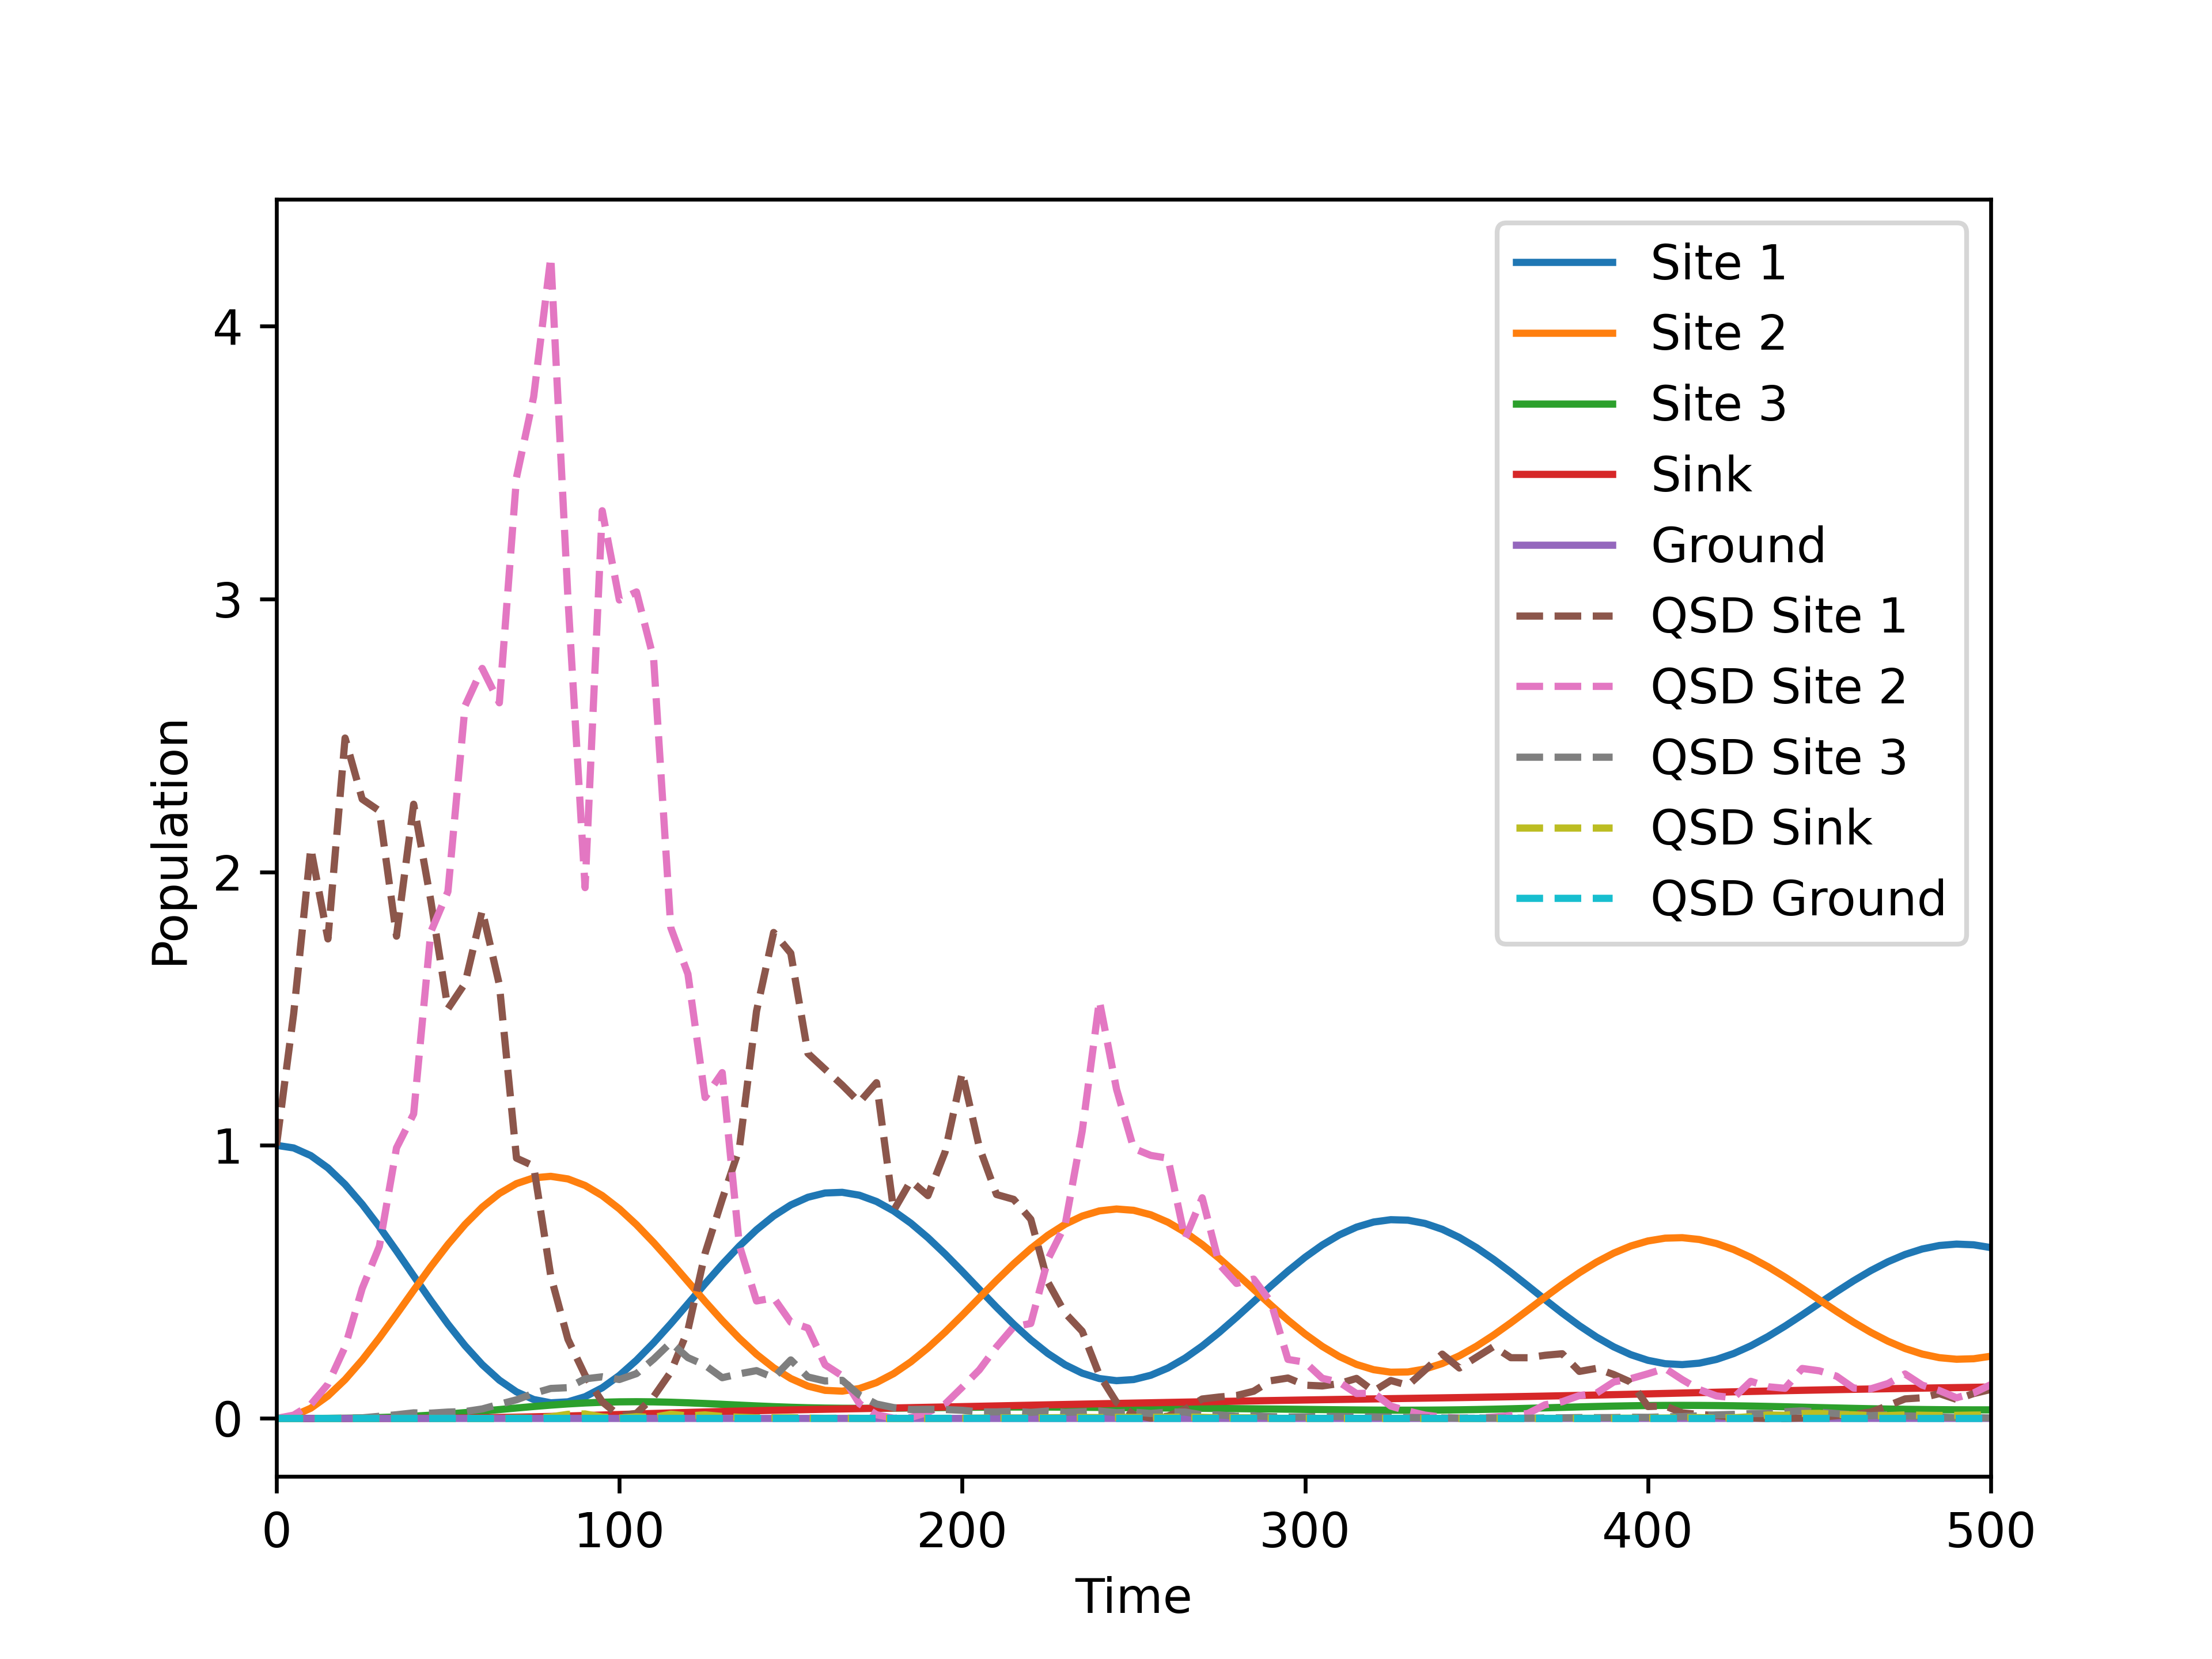 Site 1
Site 2
Site 3
Sink
Ground
QSD Site 1
QSD Site 2
QSD Site 3
QSD Sink
QSD Ground
Population
4
3
2
1
0
0 100 200 300 400 500
Time